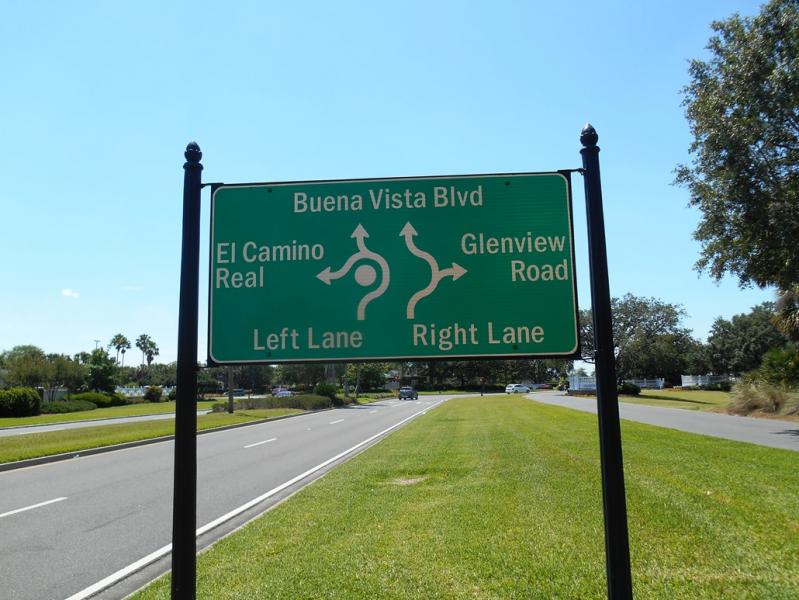 Buena Vista Blvd
El Camino
Real
Glenview
Road
Left Lane
Right Lane